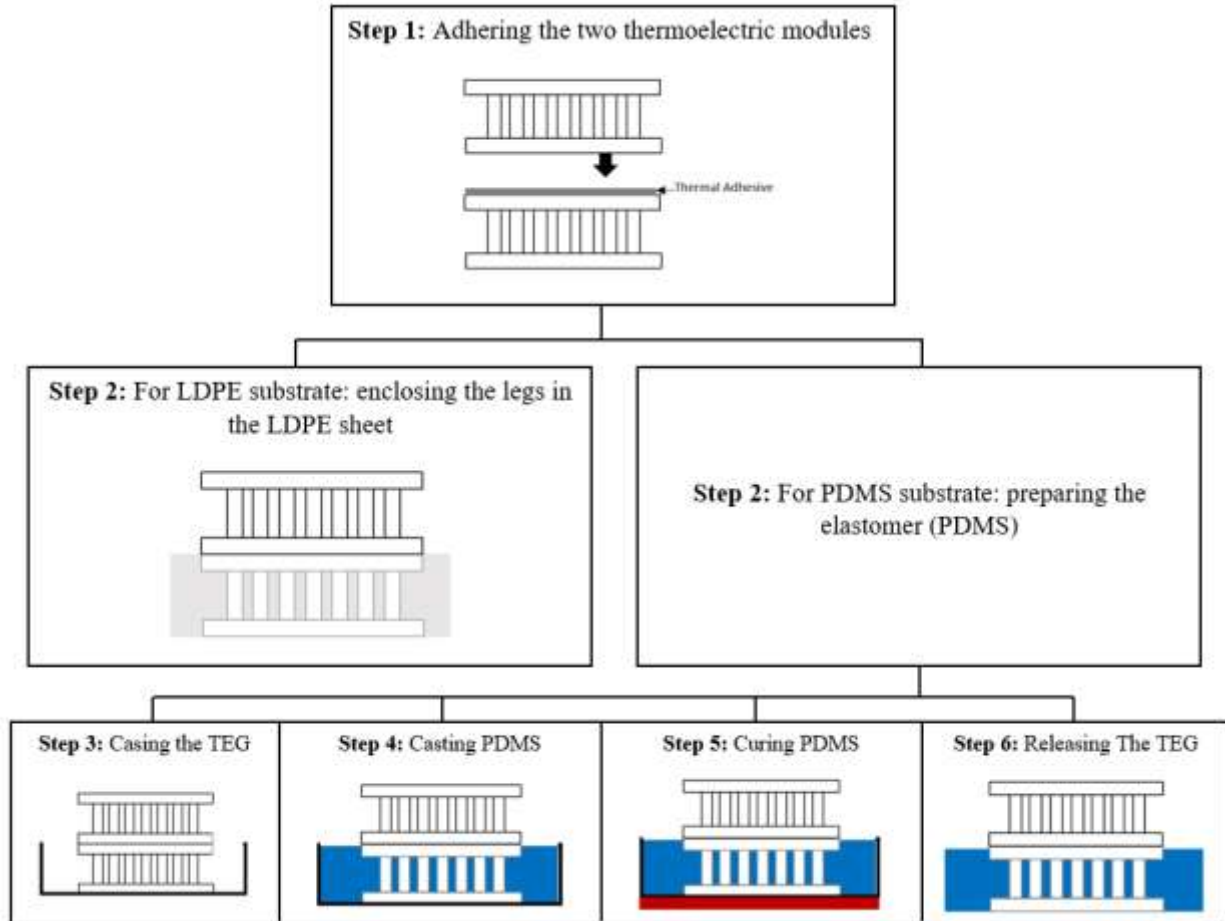 Step 1: Adhering the two thermoelectric modules
Thermal Adhesive
Step 2: For LDPE substrate: enclosing the legs in
the LDPE sheet
Step 2: For PDMS substrate: preparing the
elastomer (PDMS)
Step 3: Casing the TEG
Step 4: Casting PDMS
Step 5: Curing PDMS
Step 6: Releasing The TEG